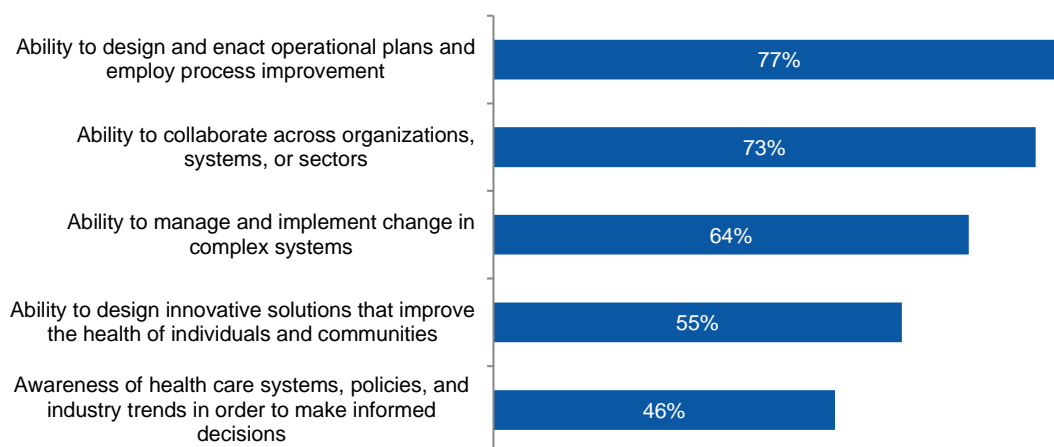 Ability to design and enact operational plans and
employ process improvement
77%
Ability to collaborate across organizations,
systems, or sectors
73%
Ability to manage and implement change in
complex systems
64%
Ability to design innovative solutions that improve
the health of individuals and communities
55%
Awareness of health care systems, policies, and
industry trends in order to make informed
decisions
46%